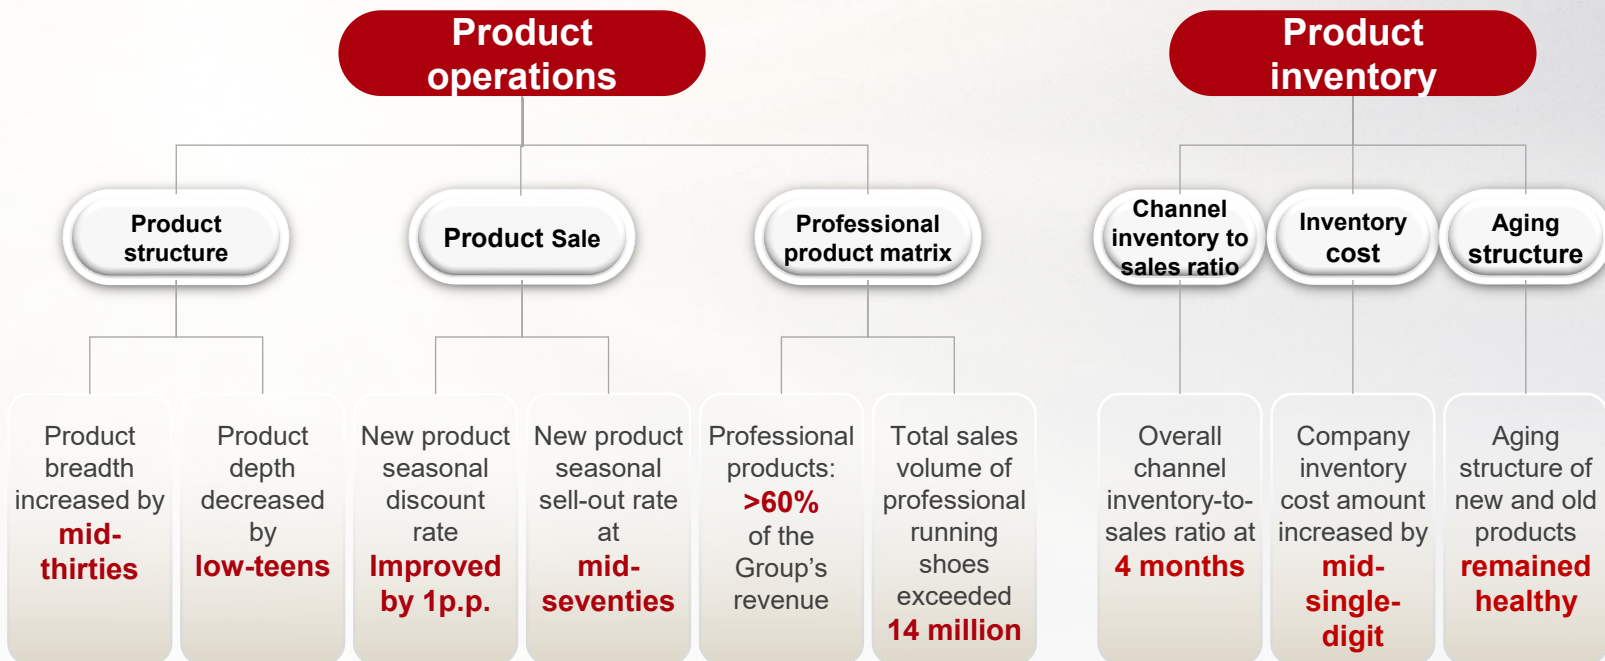 Product
operations
Product
inventory
Product
structure
Product Sale
Professional
product matrix
Channel
inventory to
sales ratio
Inventory
cost
Aging
structure
Product
breadth
increased by
mid-
thirties
Product
depth
decreased
by
low-teens
New product
seasonal
discount
rate
Improved
by 1p.p.
New product
seasonal
sell-out rate
at
mid-
seventies
Professional
products:
>60%
of the
Group's
revenue
Total sales
volume of
professional
running
shoes
exceeded
14 million
Overall
channel
inventory-to-
sales ratio at
4 months
Company
inventory
cost amount
increased by
mid-
single-
digit
Aging
structure of
new and old
products
remained
healthy